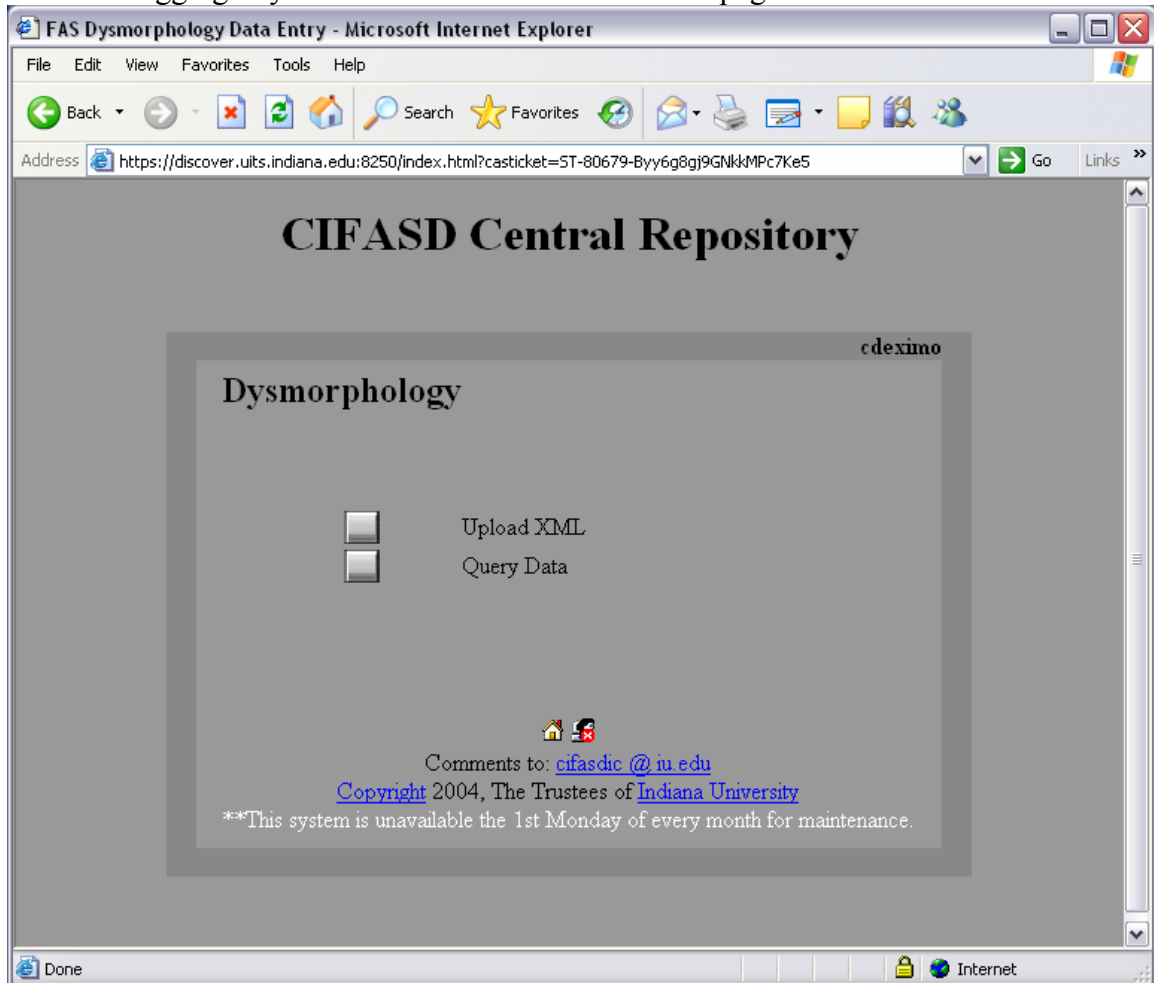 FAS Dysmorphology Data Entry - Microsoft Internet Explorer
File Edit View Favorites Tools Help
Back Search Favorites
Address https://discover.uits.indiana.edu:8250/index.html?casticket=ST-80679-Byy6g8gj9GNkkMPc7Ke5 Go Links »
CIFASD Central Repository
cdeximo
Dysmorphology
Upload XML
Query Data
Comments to: cifasdic @ iu.edu
Copyright 2004, The Trustees of Indiana University
**This system is unavailable the 1st Monday of every month for maintenance.
Done Internet